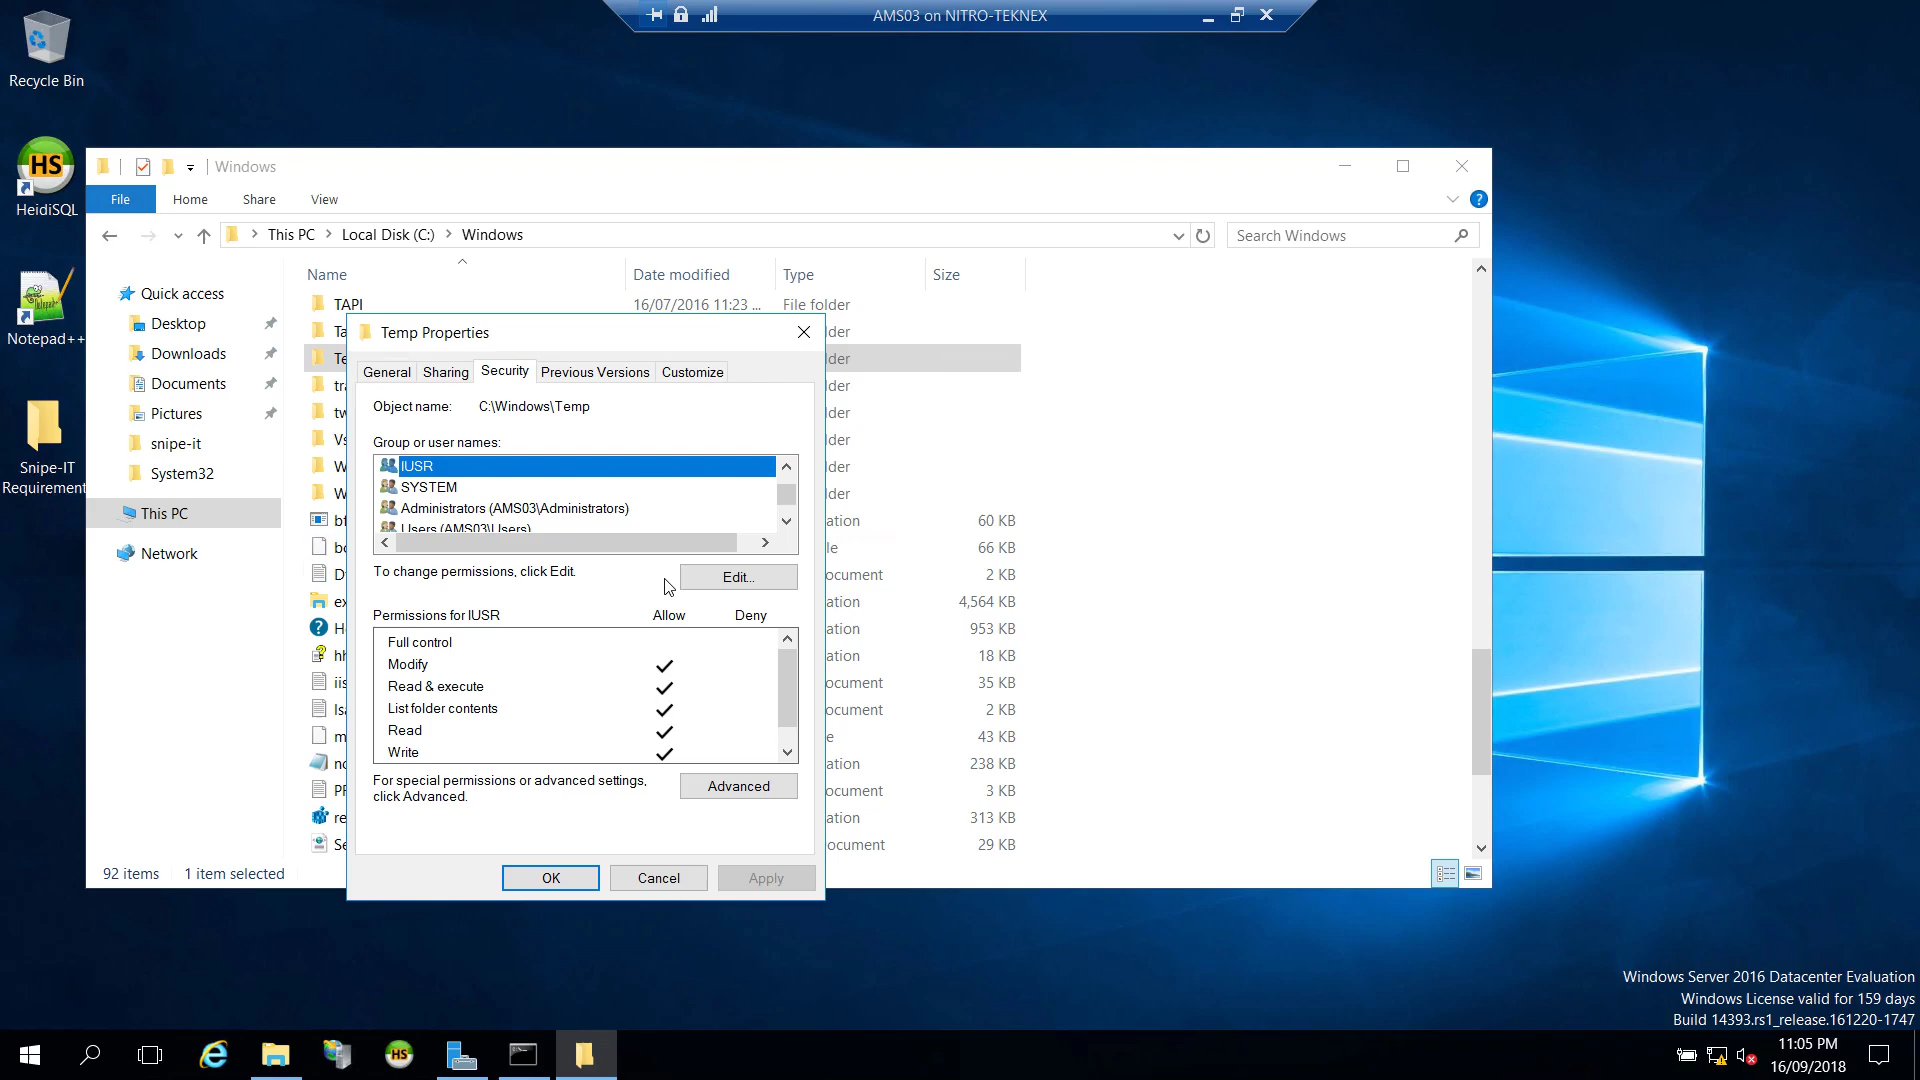 AMS03 on NITRO-TEKNEX
Recycle Bin
HS
HeidiSQL
Notepad++
Snipe-IT
Requirement
Windows
File
Home
Share
View
This PC
Local Disk (C:)
Windows
Search Windows
Name
Date modified
Type
Size
Quick access
Desktop
Downloads
Documents
Pictures
snipe-it
System32
This PC
Network
TAPI
16/07/2016 11:23 ...
File folder
Temp Properties
General
Sharing
Security
Previous Versions
Customize
Object name:
C:\Windows\Temp
Group or user names:
IUSR
SYSTEM
Administrators (AMS03\Administrators)
Users (AMS03\Users)
To change permissions, click Edit.
Edit...
Permissions for IUSR
Allow
Deny
Full control
Modify
Read & execute
List folder contents
Read
Write
For special permissions or advanced settings,
click Advanced.
Advanced
OK
Cancel
Apply
60 KB
66 KB
2 KB
4,564 KB
953 KB
18 KB
35 KB
2 KB
43 KB
238 KB
3 KB
313 KB
29 KB
92 items
1 item selected
Windows Server 2016 Datacenter Evaluation
Windows License valid for 159 days
Build 14393.rs1_release.161220-1747
HS
11:05 PM
16/09/2018